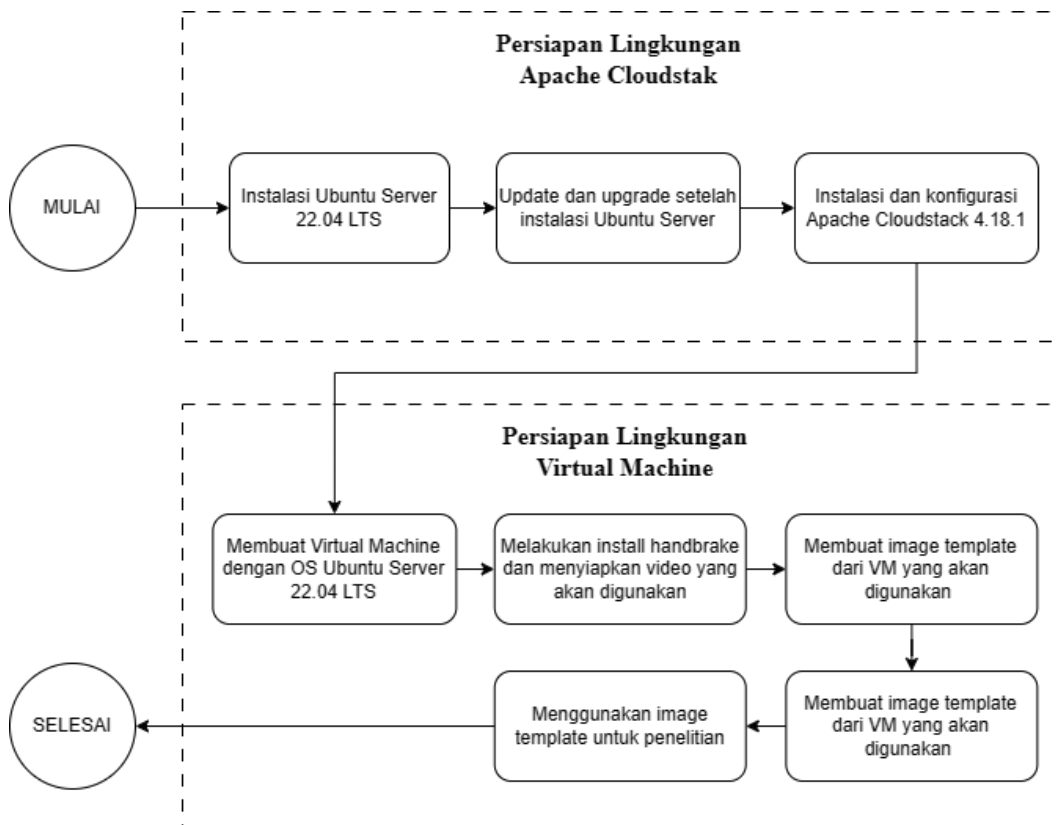 Persiapan Lingkungan
Apache Cloudstak
MULAI
Instalasi Ubuntu Server
22.04 LTS
Update dan upgrade setelah
instalasi Ubuntu Server
Instalasi dan konfigurasi
Apache Cloudstack 4.18.1
Persiapan Lingkungan
Virtual Machine
Membuat Virtual Machine
dengan OS Ubuntu Server
22.04 LTS
Melakukan install handbrake
dan menyiapkan video yang
akan digunakan
Membuat image template
dari VM yang akan
digunakan
Membuat image template
dari VM yang akan
digunakan
Menggunakan image
template untuk penelitian
SELESAI